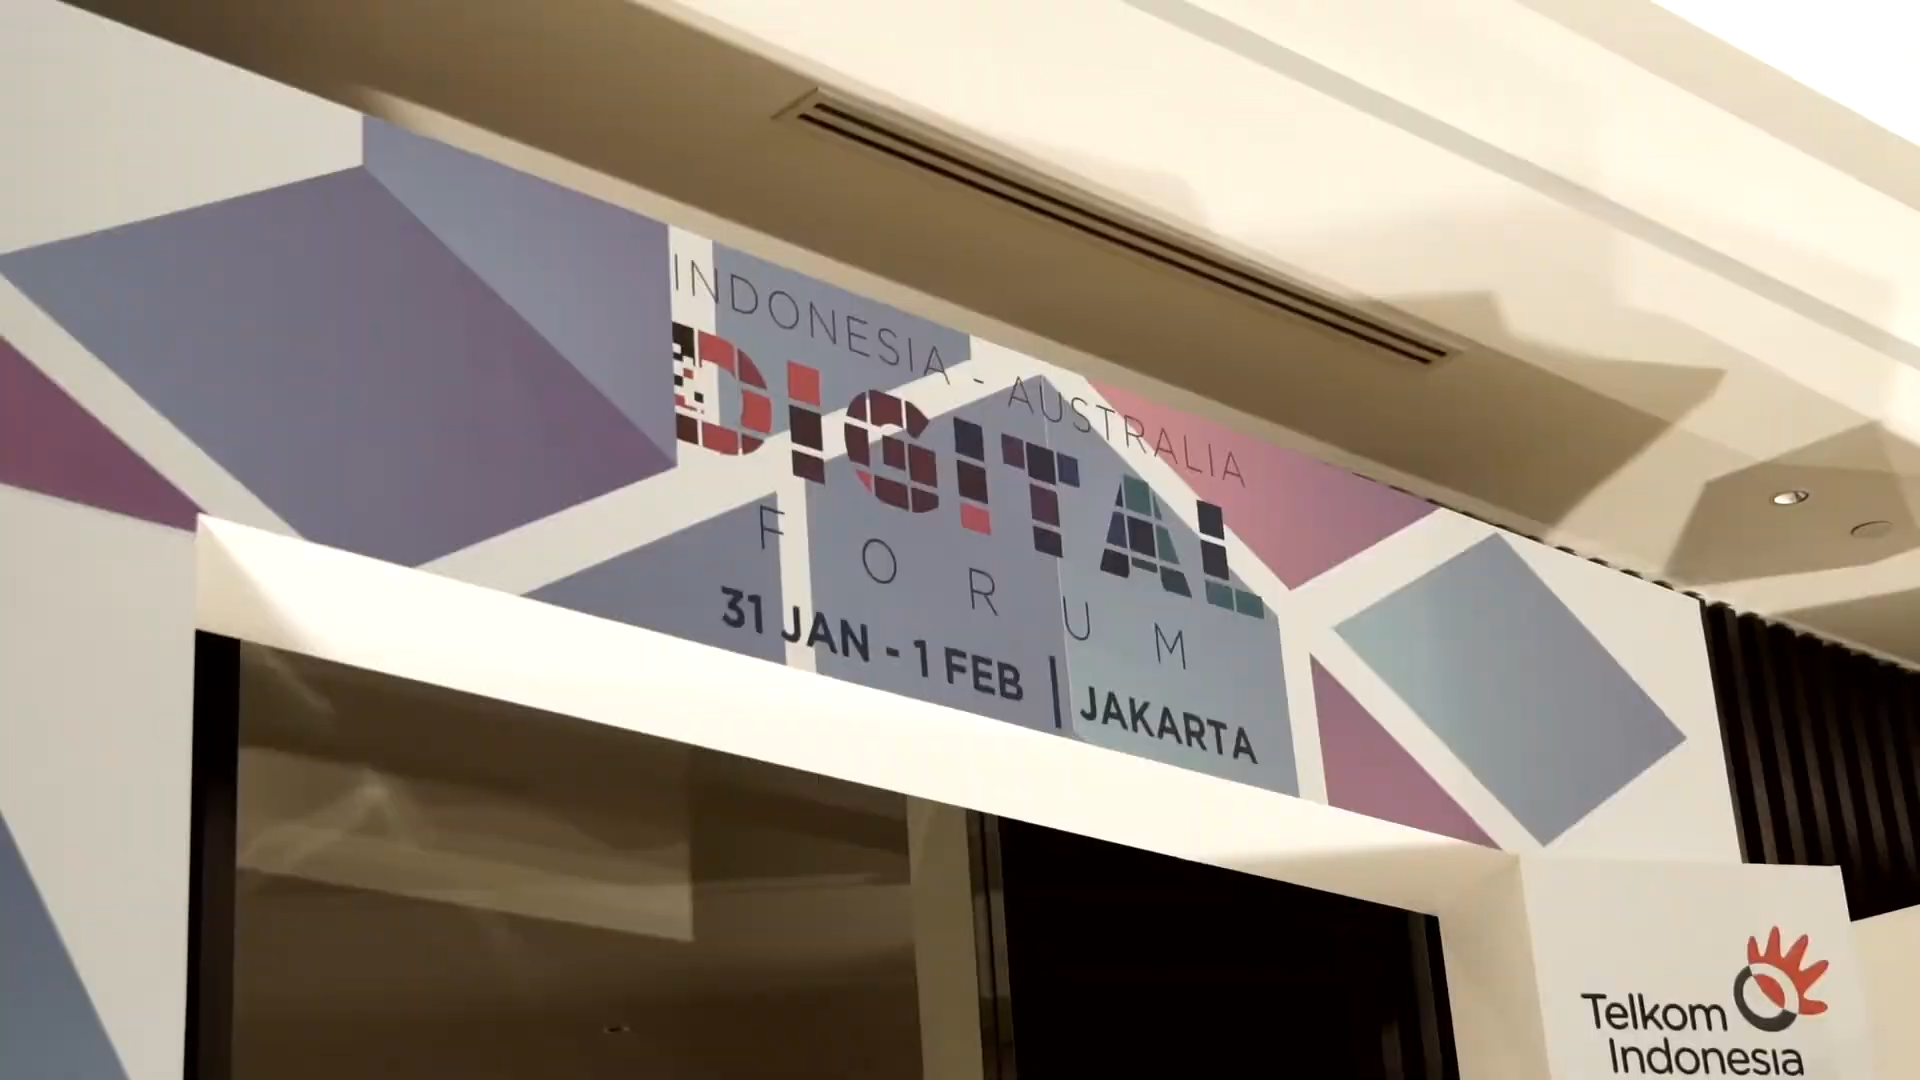 INDONESIA - AUSTRALIA
DIGITAL
FORUM
31 JAN - 1 FEB | JAKARTA
Telkom
Indonesia